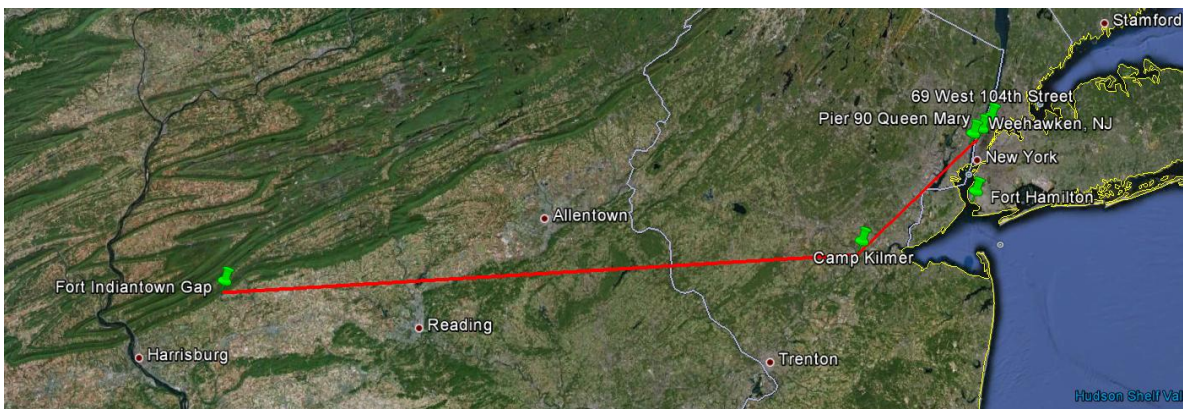 Stamford
69 West 104th Street
Pier 90 Queen Mary
Weehawken, NJ
New York
Fort Hamilton
Allentown
Camp Kilmer
Fort Indiantown Gap
Reading
Harrisburg
Trenton
Hudson Shelf Val